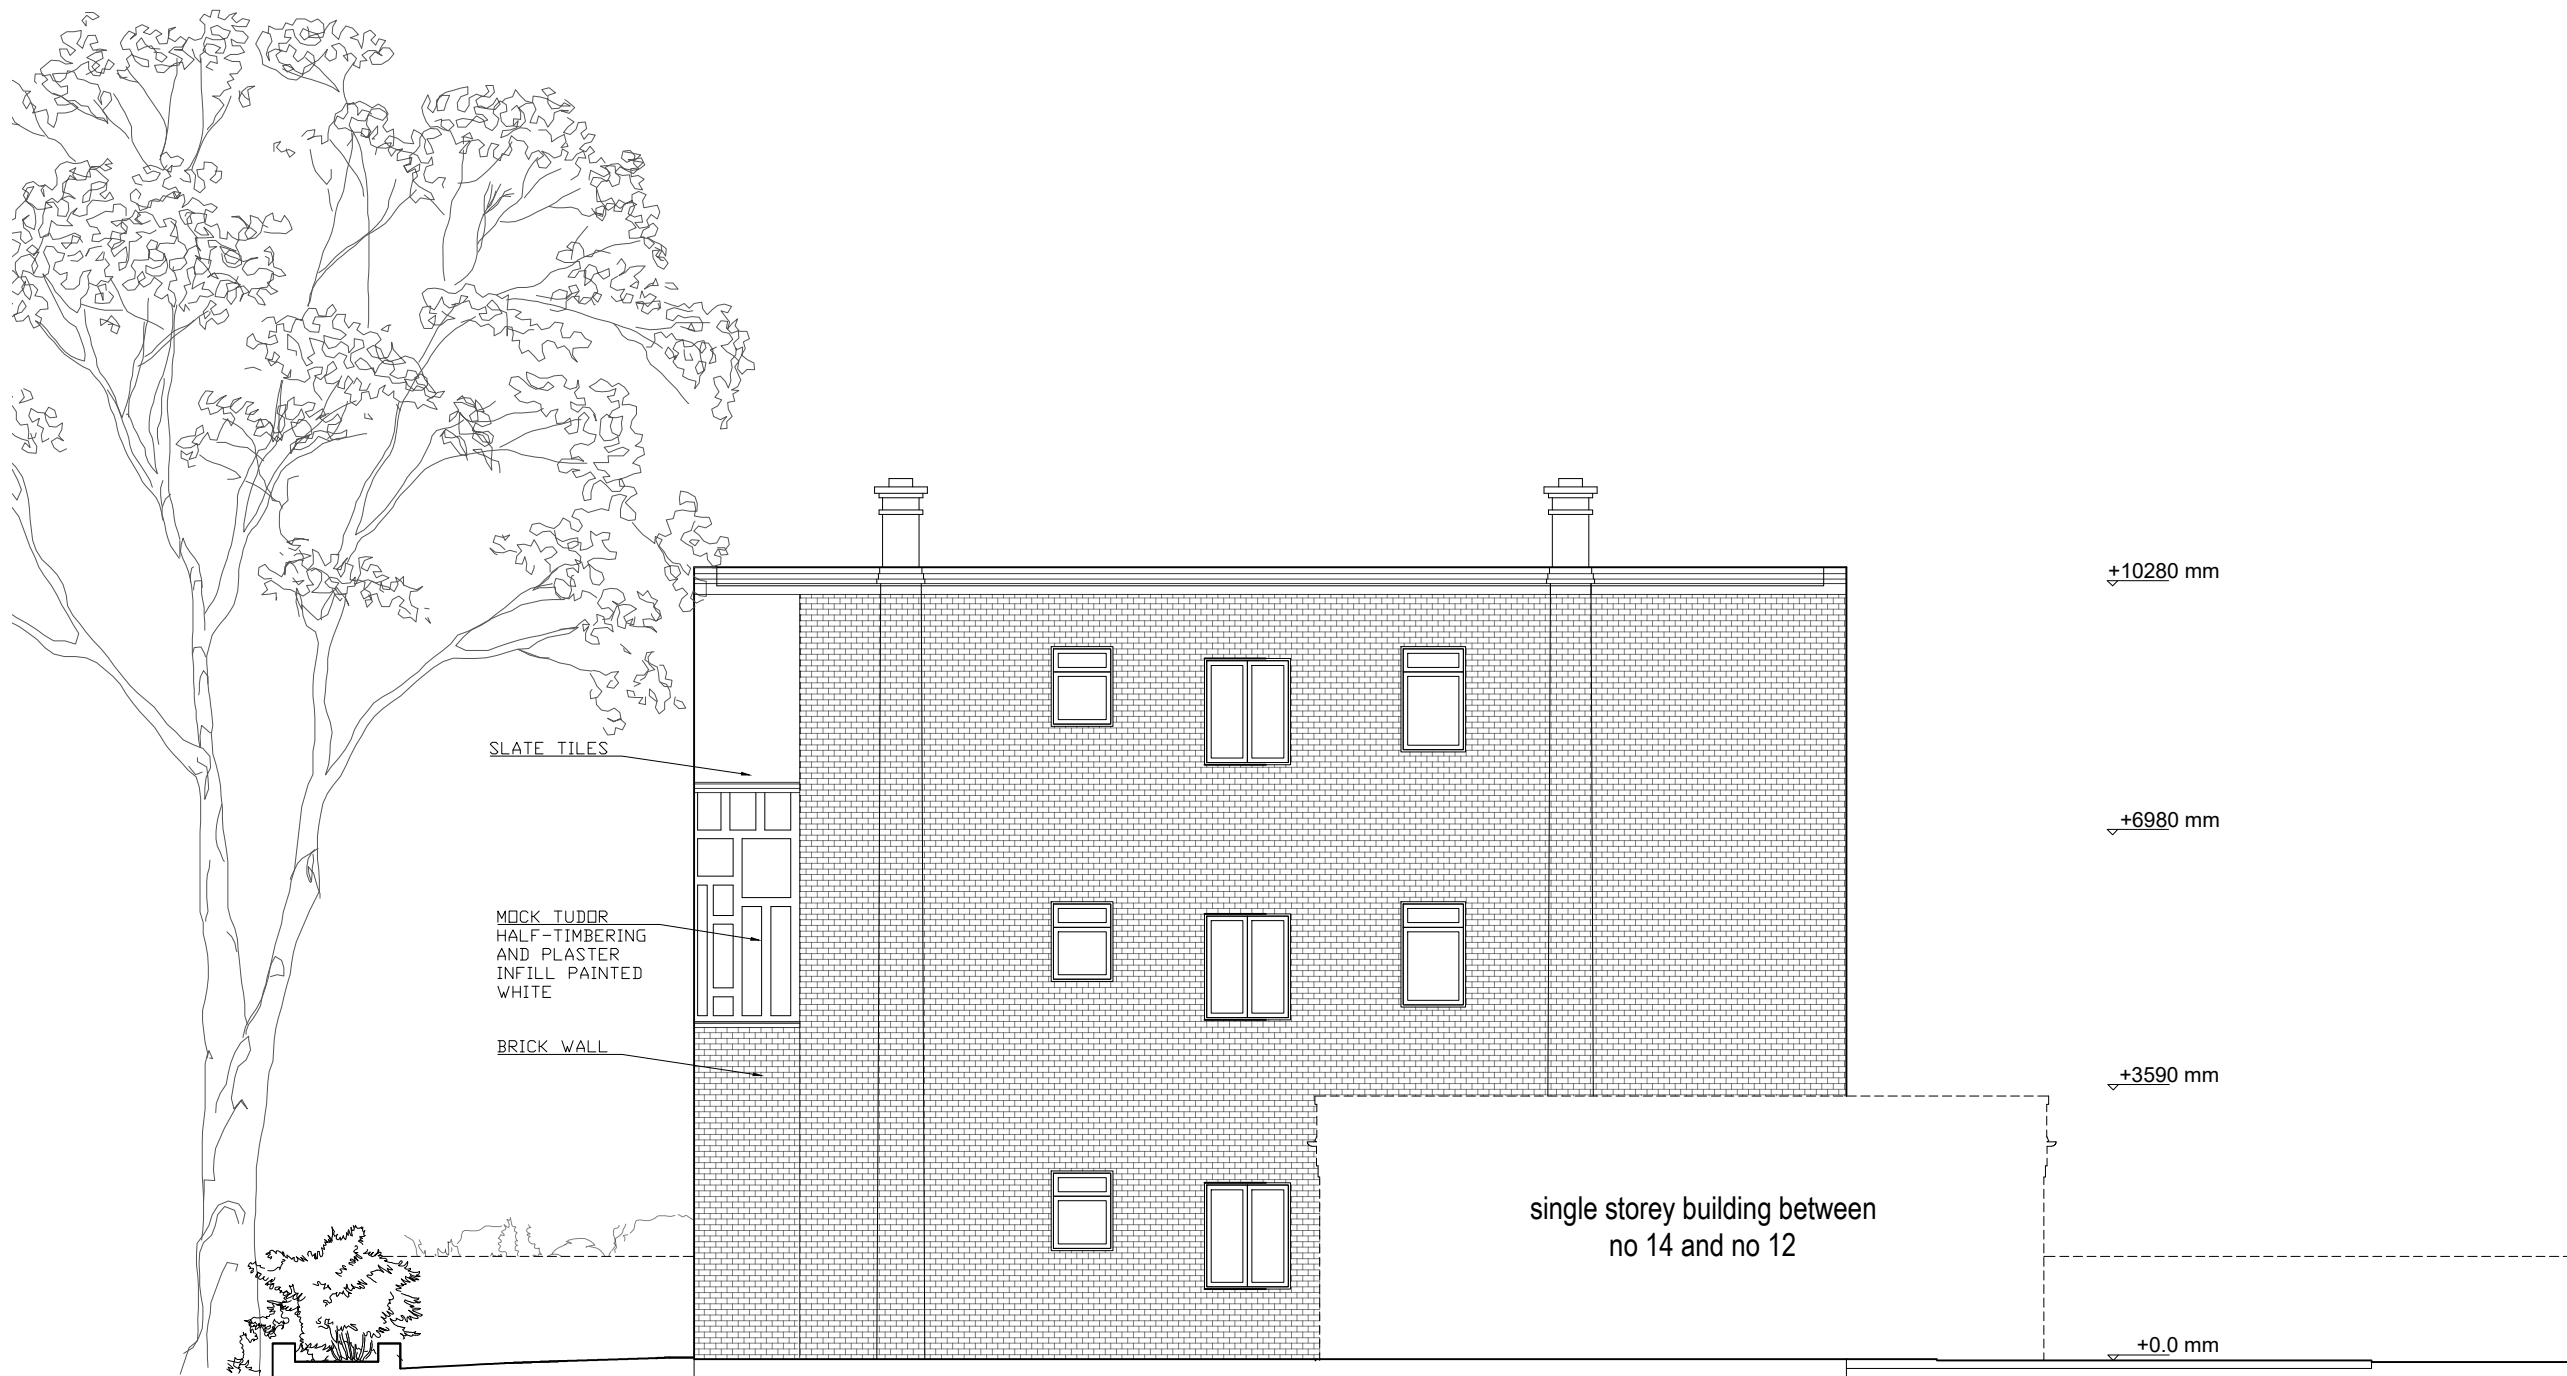 +10280 mm
SLATE TILES
+6980 mm
MOCK TUDOR
HALF-TIMBERING
AND PLASTER
INFILL PAINTED
WHITE
BRICK WALL
+3590 mm
single storey building between
no 14 and no 12
+0.0 mm